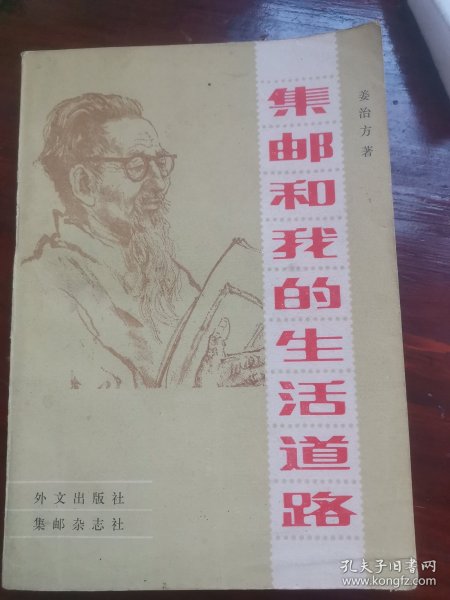 集邮和我的生活道路
姜治方著
外文出版社
集邮杂志社
孔夫子旧书网
www.kongfz.com